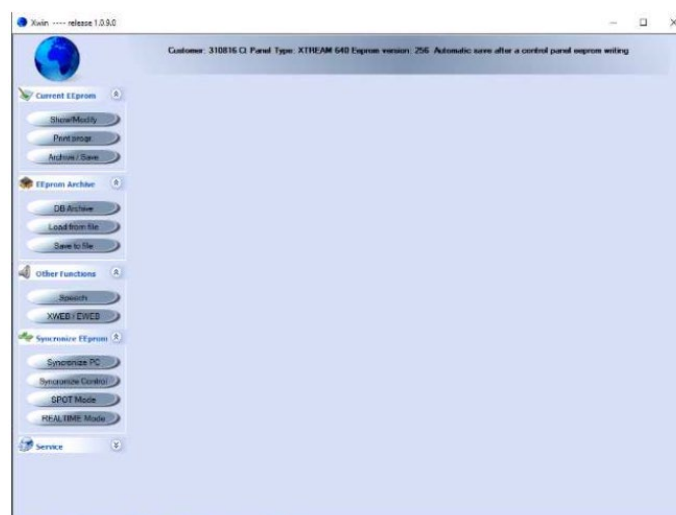 Xwin ---- release 1.0.9.0
Customer: 310816 CI Panel Type: XTREAM 640 Eeprom version: 256 Automatic save after a control panel eeprom writing
Current EEprom
Show/Modify
Print progr.
Archive / Save
EEprom Archive
DB Archive
Load from file
Save to file
Other Functions
Speech
XWEB / EWEB
Syncronize EEprom
Syncronize PC
Syncronize Control
SPOT Mode
REALTIME Mode
Service